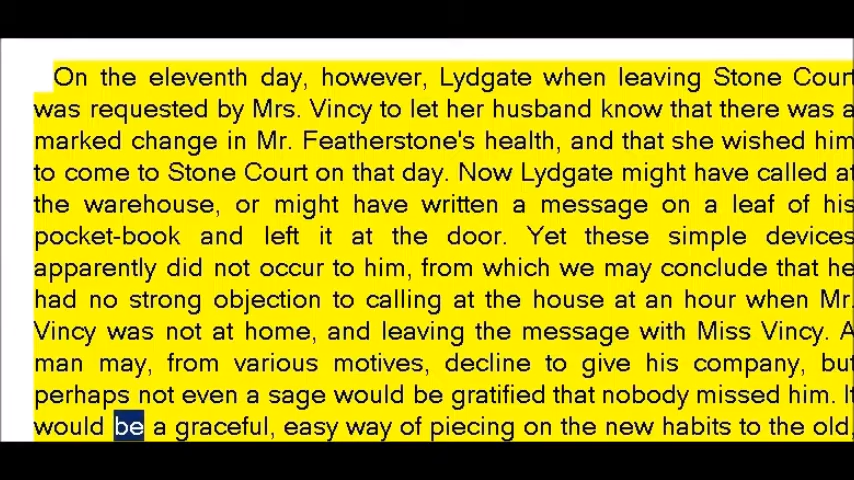 On the eleventh day, however, Lydgate when leaving Stone Court
was requested by Mrs. Vincy to let her husband know that there was a
marked change in Mr. Featherstone's health, and that she wished him
to come to Stone Court on that day. Now Lydgate might have called at
the warehouse, or might have written a message on a leaf of his
pocket-book and left it at the door. Yet these simple devices
apparently did not occur to him, from which we may conclude that he
had no strong objection to calling at the house at an hour when Mr.
Vincy was not at home, and leaving the message with Miss Vincy. A
man may, from various motives, decline to give his company, but
perhaps not even a sage would be gratified that nobody missed him. It
would be a graceful, easy way of piecing on the new habits to the old,